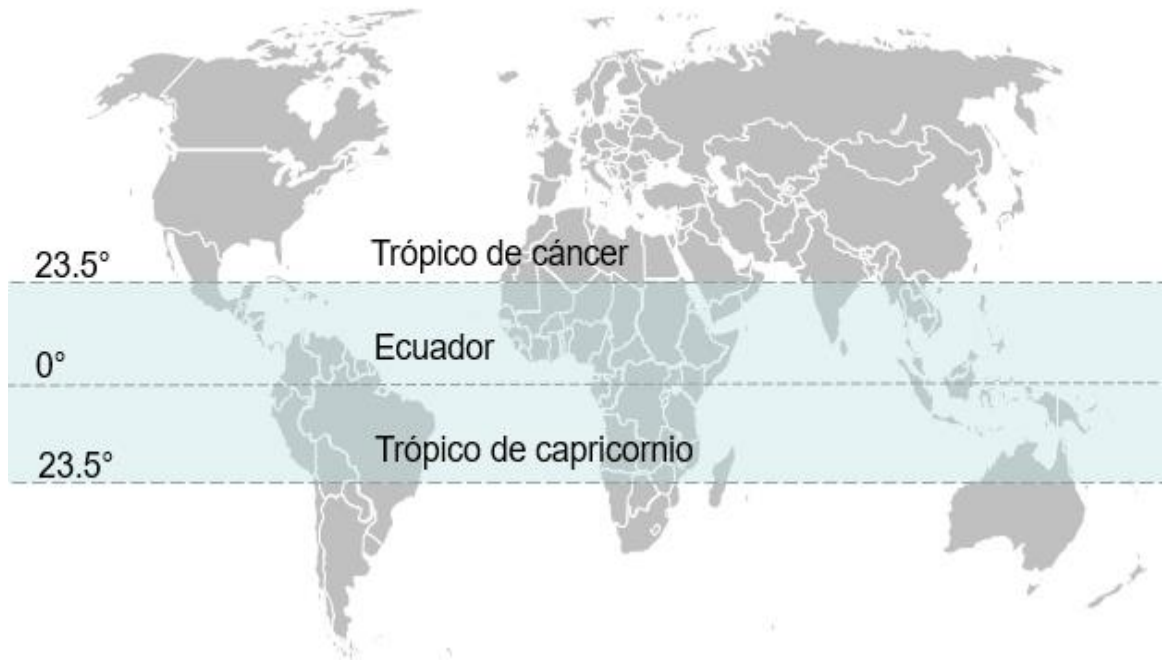 Trópico de cáncer
23.5°
Ecuador
0°
Trópico de capricornio
23.5°